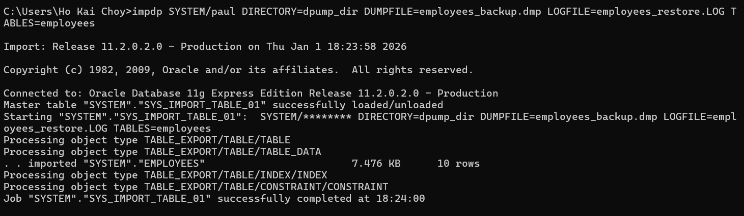 C:\Users\Ho Kai Choy>impdp SYSTEM/paul DIRECTORY=dpump_dir DUMPFILE=employees_backup.dmp LOGFILE=employees_restore.LOG T
ABLES=employees
Import: Release 11.2.0.2.0 - Production on Thu Jan 1 18:23:58 2026
Copyright (c) 1982, 2009, Oracle and/or its affiliates.  All rights reserved.
Connected to: Oracle Database 11g Express Edition Release 11.2.0.2.0 - Production
Master table "SYSTEM"."SYS_IMPORT_TABLE_01" successfully loaded/unloaded
Starting "SYSTEM"."SYS_IMPORT_TABLE_01":  SYSTEM/******** DIRECTORY=dpump_dir DUMPFILE=employees_backup.dmp LOGFILE=empl
oyees_restore.LOG TABLES=employees
Processing object type TABLE_EXPORT/TABLE/TABLE
Processing object type TABLE_EXPORT/TABLE/TABLE_DATA
. . imported "SYSTEM"."EMPLOYEES"                        7.476 KB      10 rows
Processing object type TABLE_EXPORT/TABLE/INDEX/INDEX
Processing object type TABLE_EXPORT/TABLE/CONSTRAINT/CONSTRAINT
Job "SYSTEM"."SYS_IMPORT_TABLE_01" successfully completed at 18:24:00